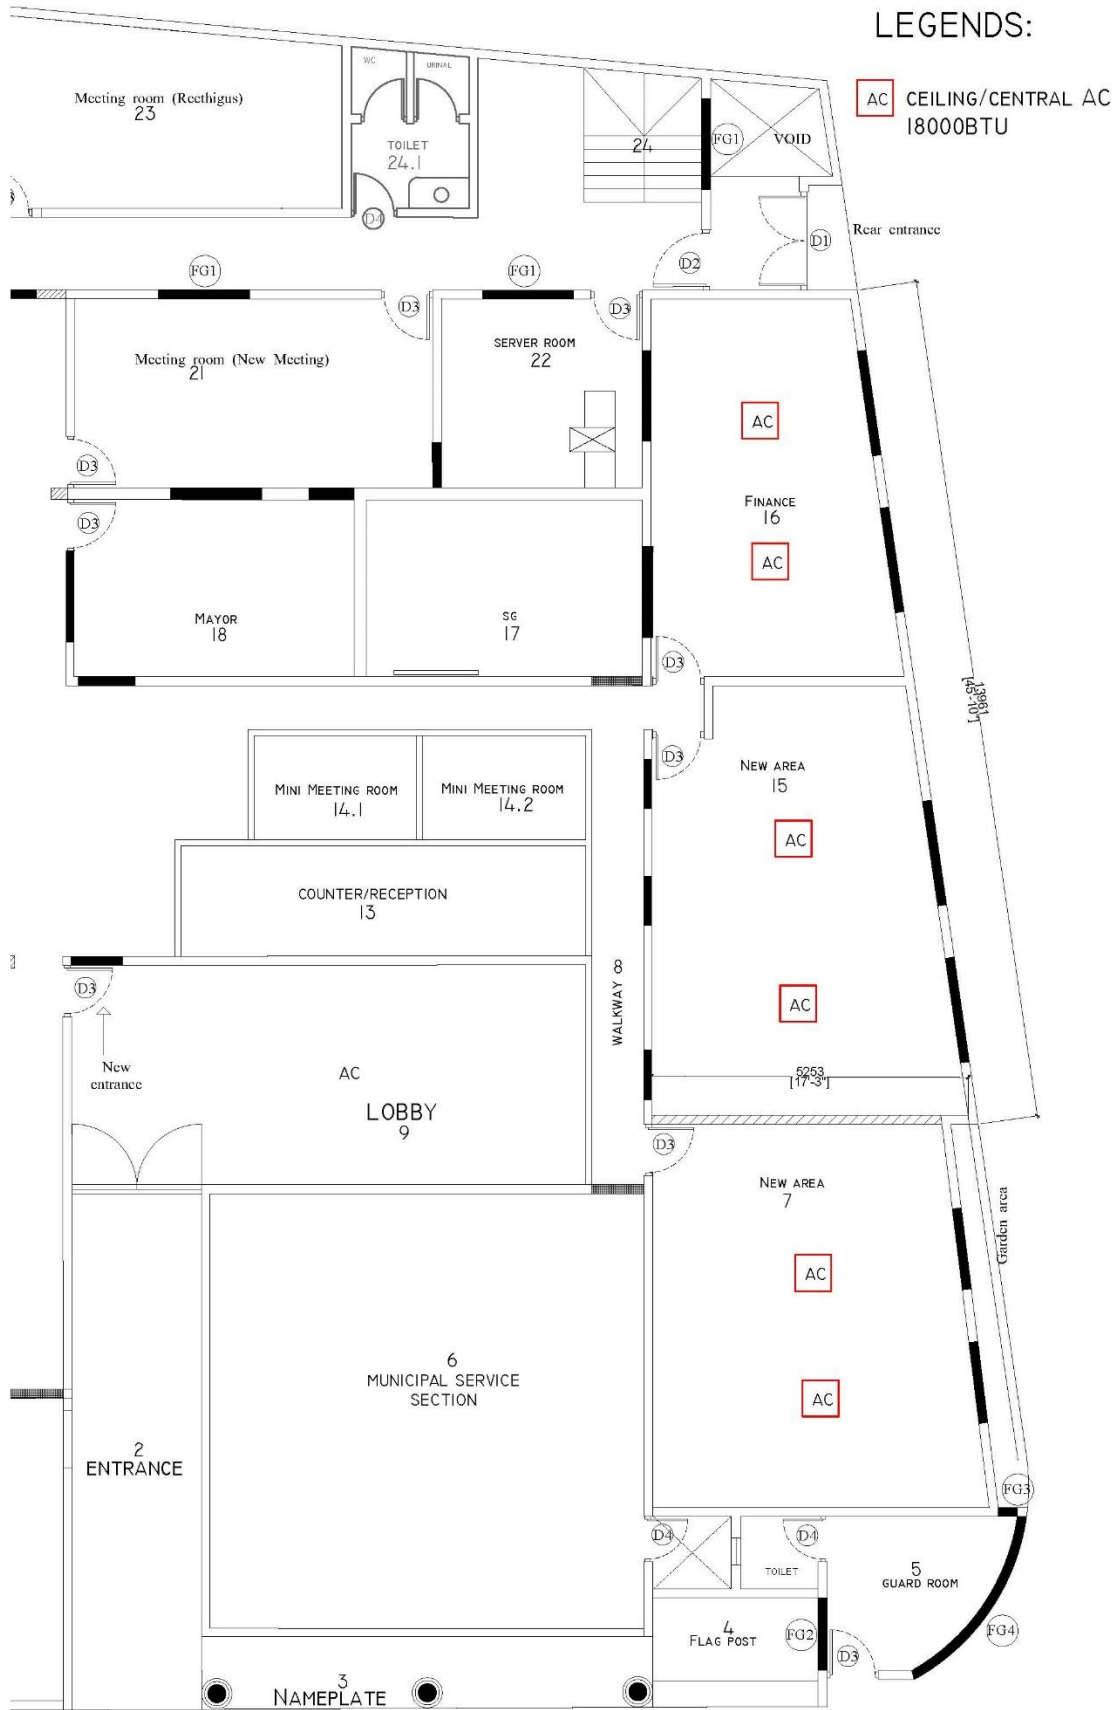 LEGENDS:
AC CEILING/CENTRAL AC
18000BTU
Meeting room (Reethigus)
23
WC
URINAL
TOILET
24.1
D4
24
FG1
VOID
D1
Rear entrance
D2
FG1
FG1
D3
D3
Meeting room (New Meeting)
21
SERVER ROOM
22
AC
D3
FINANCE
16
D3
AC
MAYOR
18
SG
17
D3
13961
[45'-10"]
D3
NEW AREA
15
MINI MEETING ROOM
14.1
MINI MEETING ROOM
14.2
AC
COUNTER/RECEPTION
13
D3
WALKWAY 8
AC
New
entrance
AC
5253
[17'-3"]
LOBBY
9
D3
NEW AREA
7
Garden area
AC
6
MUNICIPAL SERVICE
SECTION
AC
2
ENTRANCE
FG3
D4
D4
TOILET
5
GUARD ROOM
4
FLAG POST
FG2
FG4
D3
3
NAMEPLATE